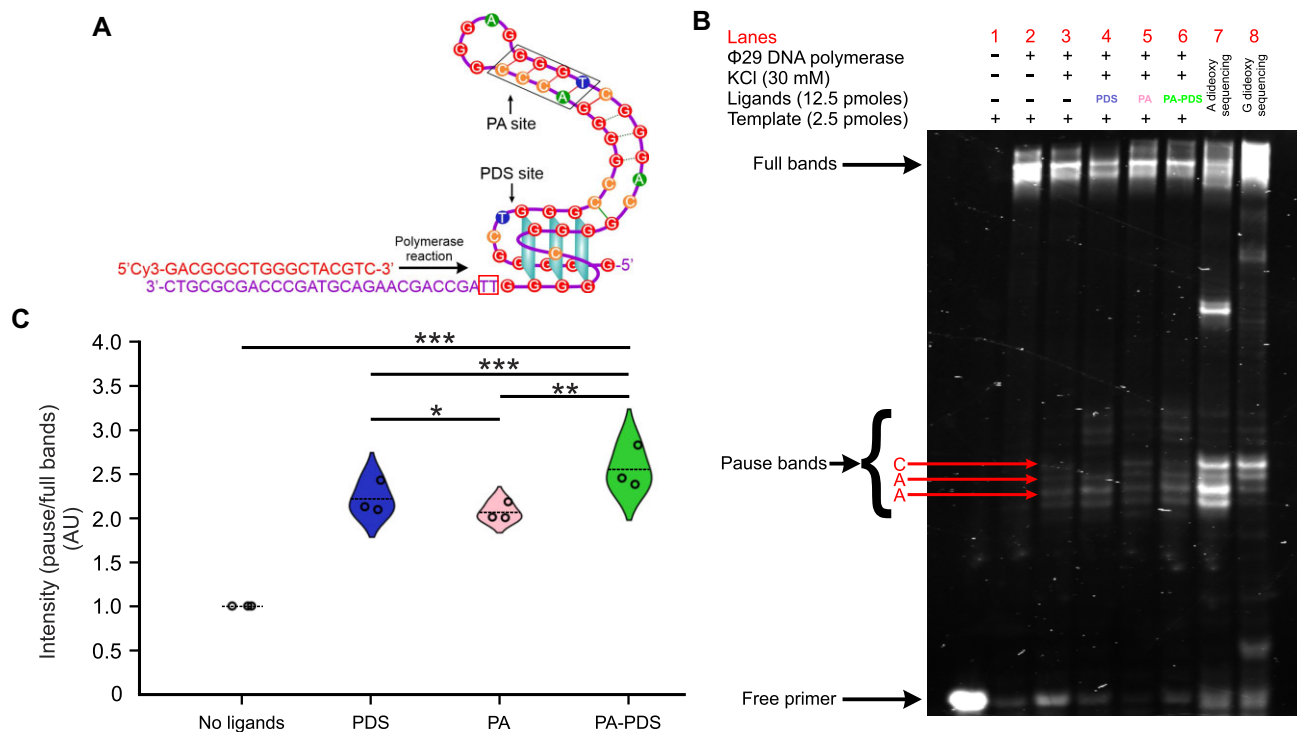 A
G
A
G G
G G
G G G T C
G C C C A G G
G G
G G
C A
PA site
C C
G
PDS site
T G G G
G G G G
C C
G G G G G-5'
Polymerase
reaction
5'Cy3-GACGCGCTGGGCTACGTC-3'
3'-CTGCGCGACCCGATGCAGAACGACCGATT G G G G
B
Lanes 1 2 3 4 5 6 7 8
Φ29 DNA polymerase - + + + + +
KCl (30 mM) - - + + + +
Ligands (12.5 pmoles) - - - PDS PA PA-PDS
Template (2.5 pmoles) + + + + + +
A dideoxy
sequencing
G dideoxy
sequencing
Full bands
Pause bands
C
A
A
Free primer
C
Intensity (pause/full bands)
(AU)
4.0
3.5
3.0
2.5
2.0
1.5
1.0
0.5
0
***
***
**
*
No ligands PDS PA PA-PDS